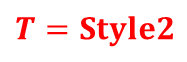 T = Style2